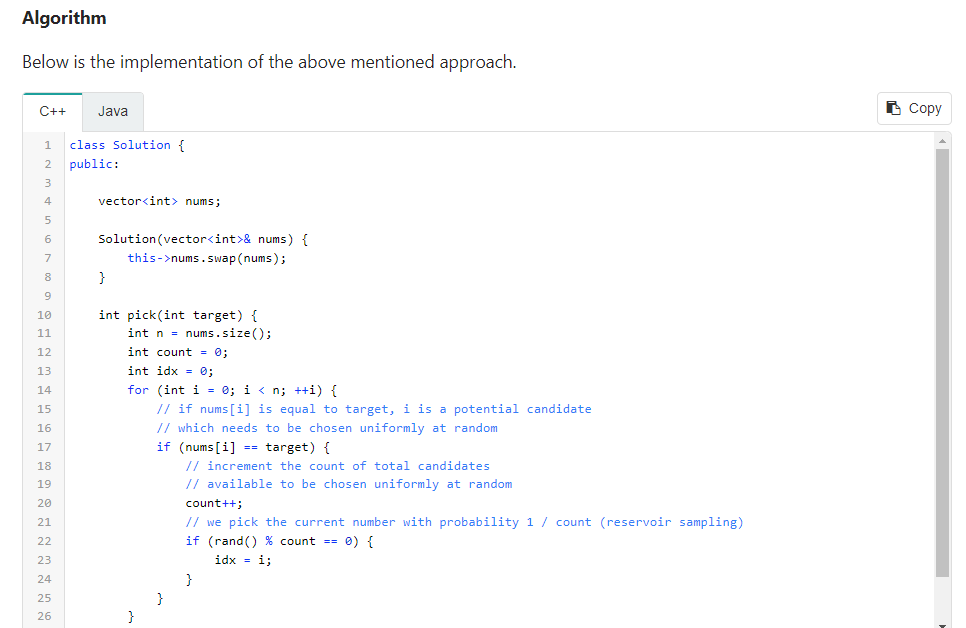 Algorithm
Below is the implementation of the above mentioned approach.
C++ Java Copy
1 class Solution {
2 public:
3
4     vector<int> nums;
5
6     Solution(vector<int>& nums) {
7         this->nums.swap(nums);
8     }
9
10     int pick(int target) {
11         int n = nums.size();
12         int count = 0;
13         int idx = 0;
14         for (int i = 0; i < n; ++i) {
15             // if nums[i] is equal to target, i is a potential candidate
16             // which needs to be chosen uniformly at random
17             if (nums[i] == target) {
18                 // increment the count of total candidates
19                 // available to be chosen uniformly at random
20                 count++;
21                 // we pick the current number with probability 1 / count (reservoir sampling)
22                 if (rand() % count == 0) {
23                     idx = i;
24                 }
25             }
26         }